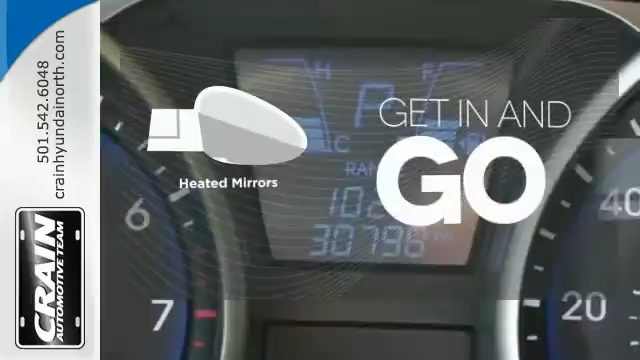 501.542.6048
crainhyundainorth.com
CRAIN
AUTOMOTIVE TEAM
Heated Mirrors
GET IN AND
GO
H
F
P
C
30796
6
7
40
20